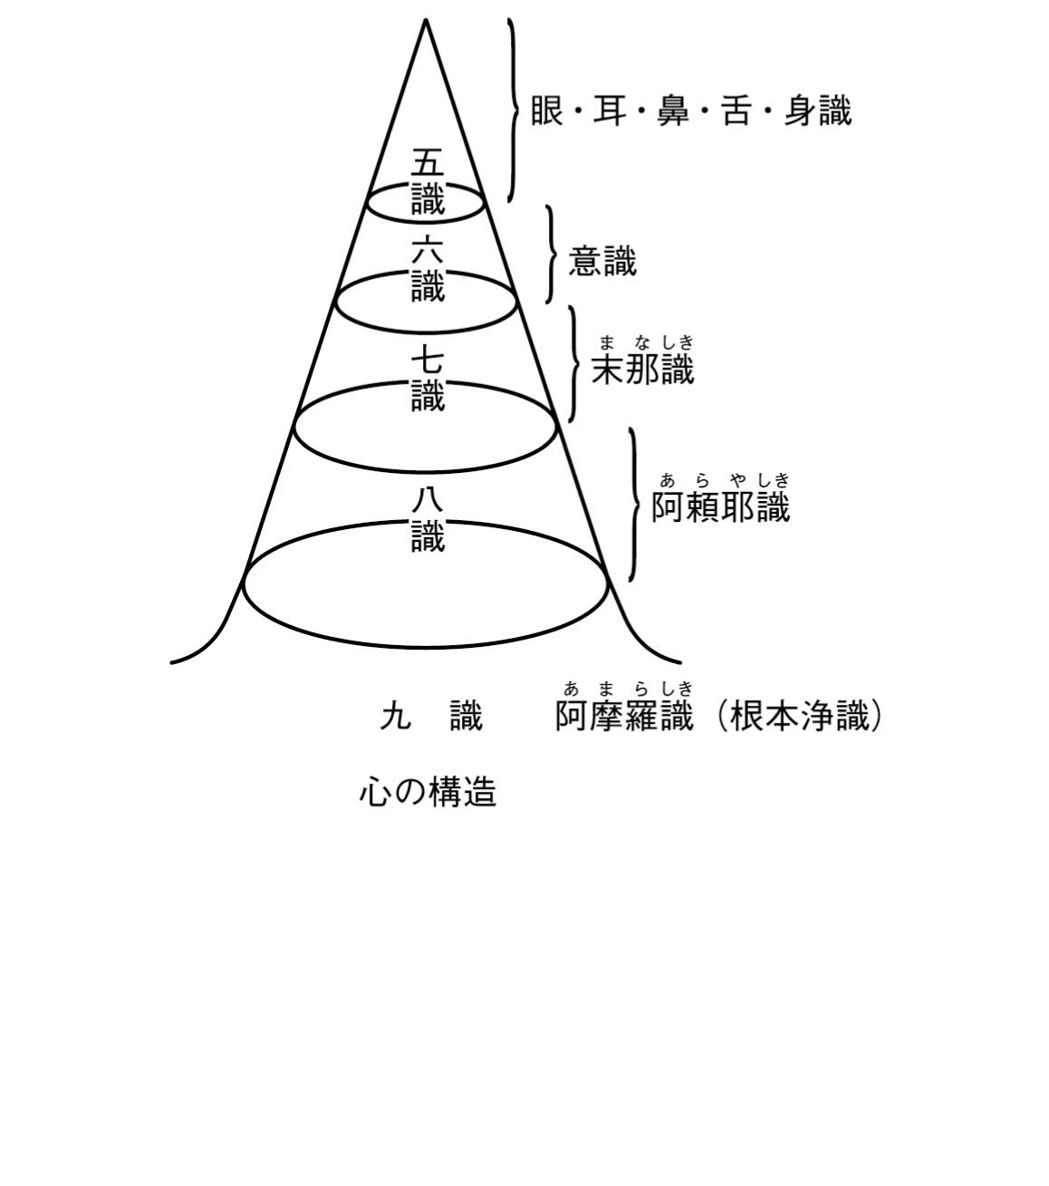 五識
眼・耳・鼻・舌・身識
六識
意識
七識
まなしき
末那識
八識
あらやしき
阿頼耶識
九　識
あまらしき
阿摩羅識（根本浄識）
心の構造